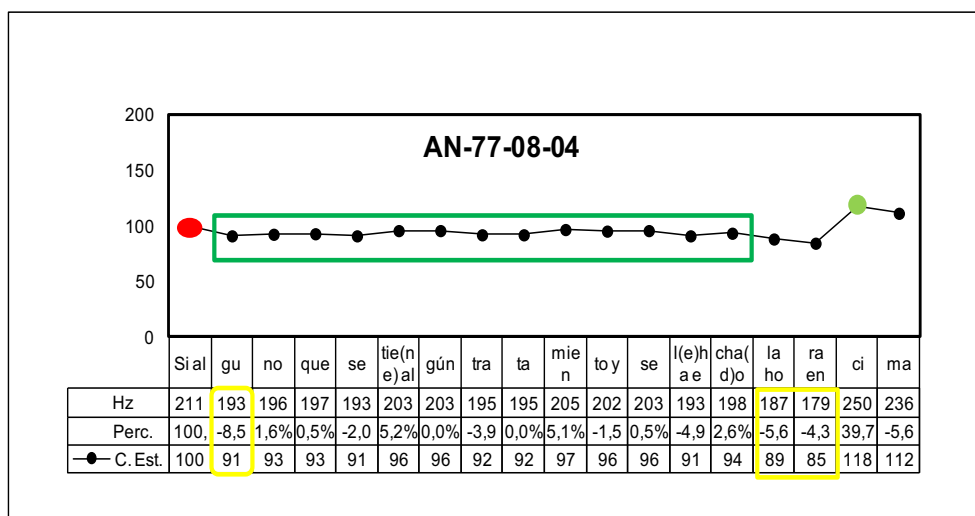 AN-77-08-04
200
150
100
50
0
Si al gu no que se tie(n e) al gún tra ta mie n to y se l(e)h a e cha( d)o la ho ra en ci ma
Hz 211 193 196 197 193 203 203 195 195 205 202 203 193 198 187 179 250 236
Perc. 100, -8,5 1,6% 0,5% -2,0 5,2% 0,0% -3,9 0,0% 5,1% -1,5 0,5% -4,9 2,6% -5,6 -4,3 39,7 -5,6
C. Est. 100 91 93 93 91 96 96 92 92 97 96 96 91 94 89 85 118 112